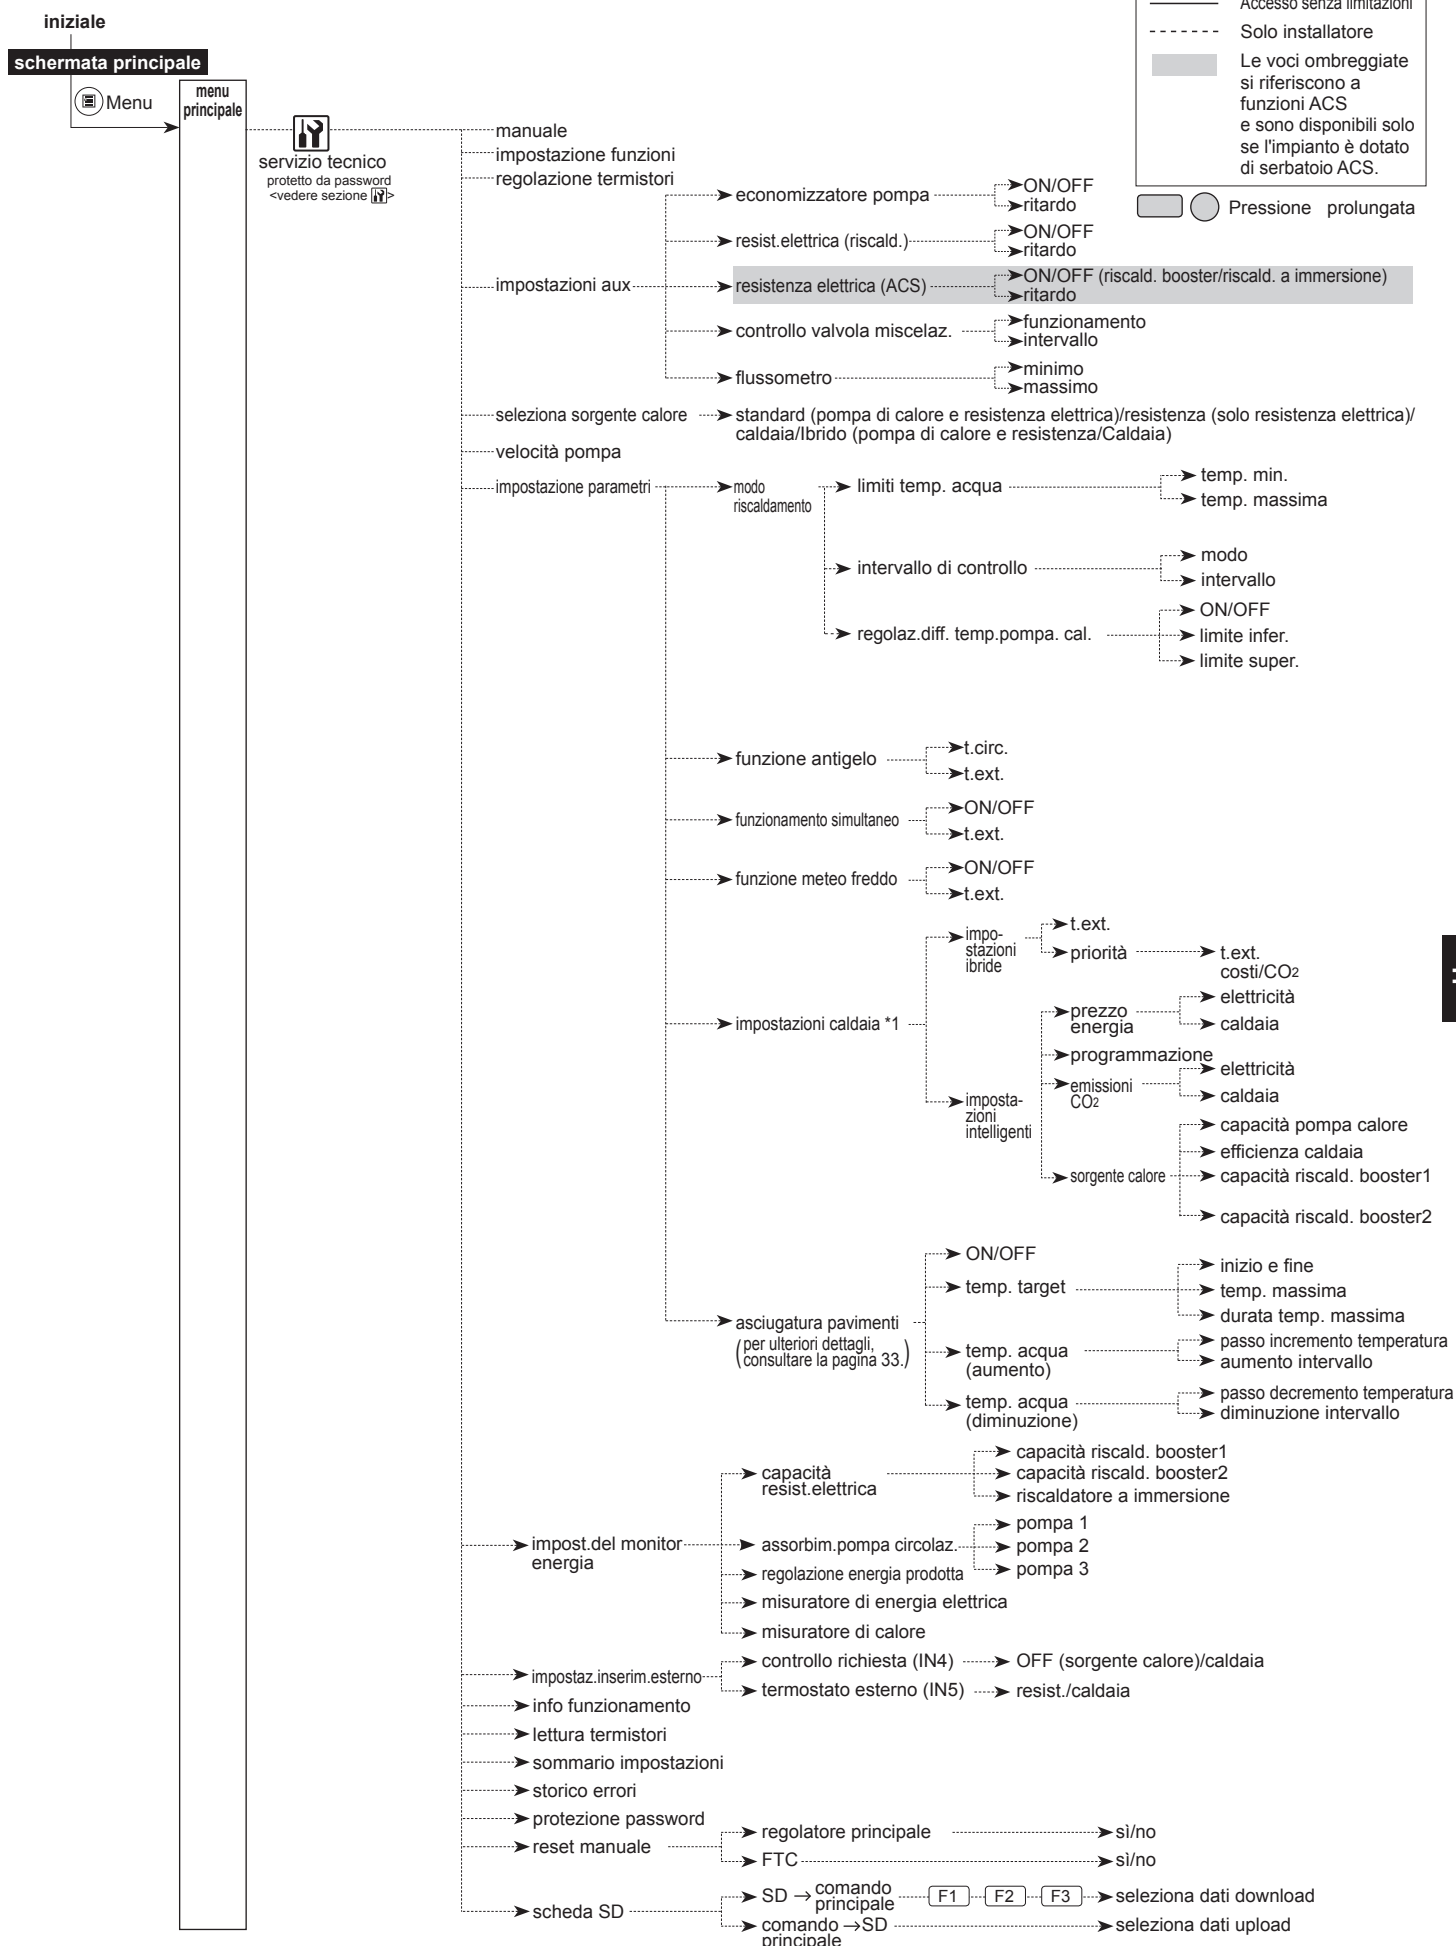 iniziale
schermata principale
Menu
menu
principale
servizio tecnico
protetto da password
<vedere sezione >
Accesso senza limitazioni
Solo installatore
Le voci ombreggiate
si riferiscono a
funzioni ACS
e sono disponibili solo
se l'impianto è dotato
di serbatoio ACS.
Pressione prolungata
manuale
impostazione funzioni
regolazione termistori
impostazioni aux
economizzatore pompa
ON/OFF
ritardo
resist.elettrica (riscald.)
ON/OFF
ritardo
resistenza elettrica (ACS)
ON/OFF (riscald. booster/riscald. a immersione)
ritardo
controllo valvola miscelaz.
funzionamento
intervallo
flussometro
minimo
massimo
seleziona sorgente calore
standard (pompa di calore e resistenza elettrica)/resistenza (solo resistenza elettrica)/
caldaia/Ibrido (pompa di calore e resistenza/Caldaia)
velocità pompa
impostazione parametri
modo
riscaldamento
limiti temp. acqua
temp. min.
temp. massima
intervallo di controllo
modo
intervallo
regolaz.diff. temp.pompa. cal.
ON/OFF
limite infer.
limite super.
funzione antigelo
t.circ.
t.ext.
funzionamento simultaneo
ON/OFF
t.ext.
funzione meteo freddo
ON/OFF
t.ext.
impostazioni caldaia *1
impo-
stazioni
ibride
t.ext.
priorità
t.ext.
costi/CO2
imposta-
zioni
intelligenti
prezzo
energia
elettricità
caldaia
programmazione
emissioni
CO2
elettricità
caldaia
sorgente calore
capacità pompa calore
efficienza caldaia
capacità riscald. booster1
capacità riscald. booster2
asciugatura pavimenti
(per ulteriori dettagli,
consultare la pagina 33.)
ON/OFF
temp. target
inizio e fine
temp. massima
durata temp. massima
temp. acqua
(aumento)
passo incremento temperatura
aumento intervallo
temp. acqua
(diminuzione)
passo decremento temperatura
diminuzione intervallo
impost.del monitor
energia
capacità
resist.elettrica
capacità riscald. booster1
capacità riscald. booster2
riscaldatore a immersione
assorbim.pompa circolaz.
pompa 1
pompa 2
pompa 3
regolazione energia prodotta
misuratore di energia elettrica
misuratore di calore
impostaz.inserim.esterno
controllo richiesta (IN4)
OFF (sorgente calore)/caldaia
termostato esterno (IN5)
resist./caldaia
info funzionamento
lettura termistori
sommario impostazioni
storico errori
protezione password
reset manuale
regolatore principale
sì/no
FTC
sì/no
scheda SD
SD → comando
principale
F1 F2 F3
seleziona dati download
comando →SD
principale
seleziona dati upload